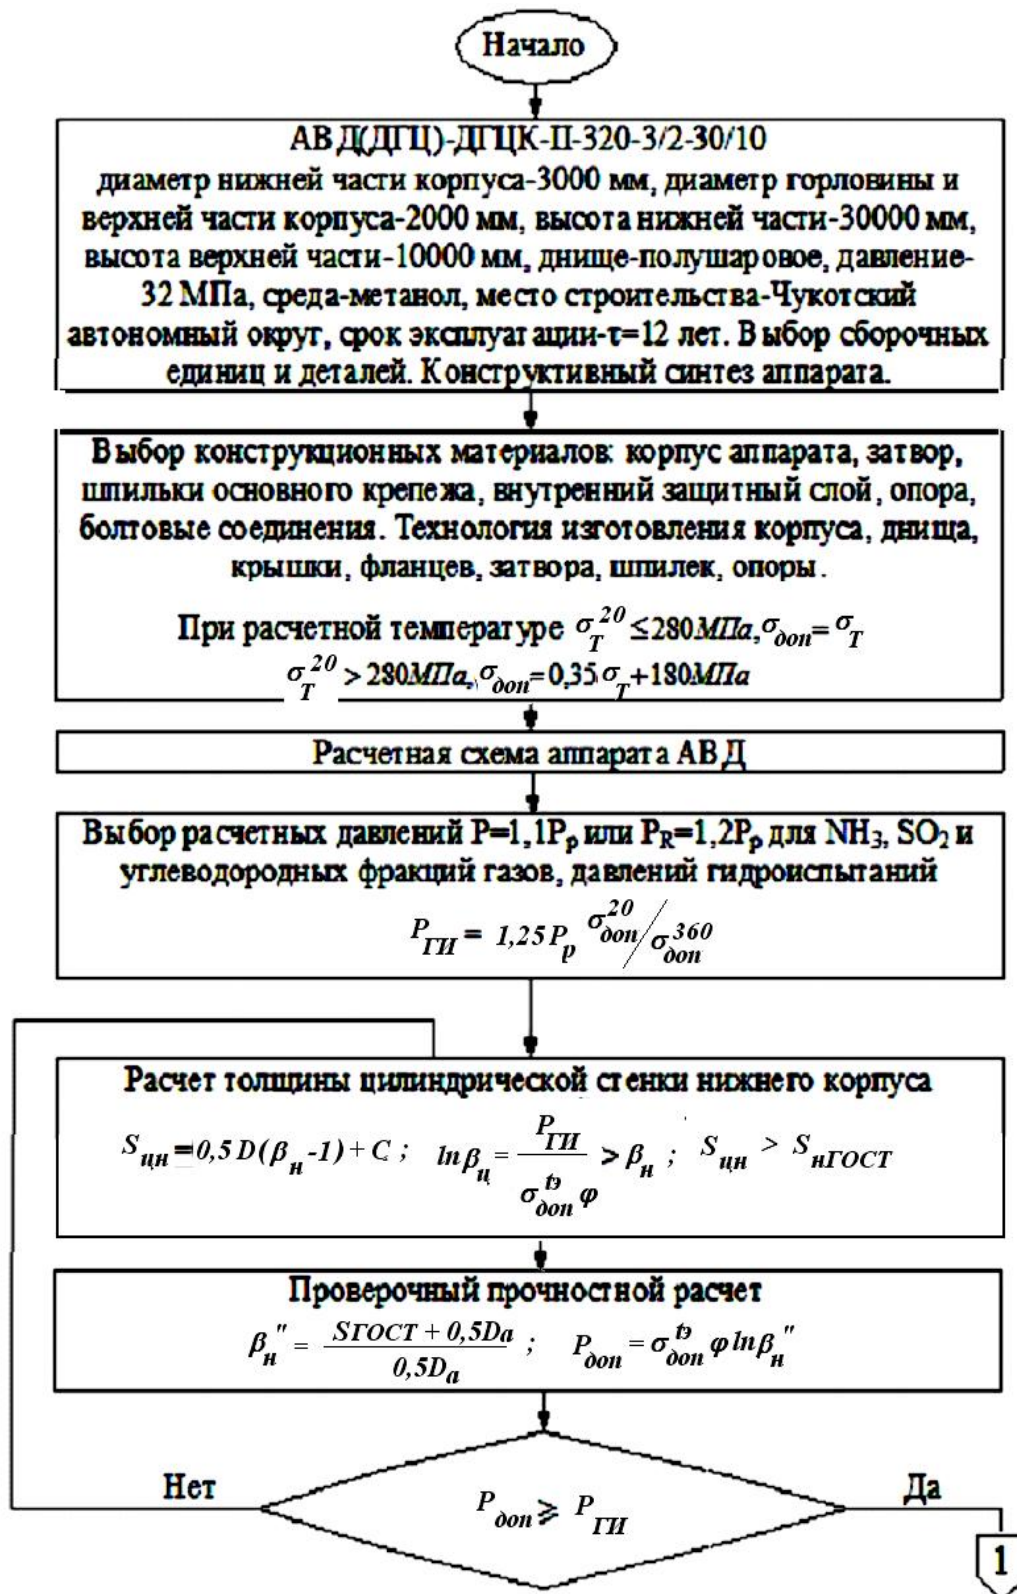 Начало
АВД(ДГЦ)-ДГЦК-П-320-3/2-30/10
диаметр нижней части корпуса-3000 мм, диаметр горловины и
верхней части корпуса-2000 мм, высота нижней части-30000 мм,
высота верхней части-10000 мм, днище-полушаровое, давление-
32 МПа, среда-метанол, место строительства-Чукотский
автономный округ, срок эксплуатации-τ=12 лет. Выбор сборочных
единиц и деталей. Конструктивный синтез аппарата.
Выбор конструкционных материалов: корпус аппарата, затвор,
шпильки основного крепежа, внутренний защитный слой, опора,
болтовые соединения. Технология изготовления корпуса, днища,
крышки, фланцев, затвора, шпилек, опоры.
При расчетной температуре σ_T^20 ≤ 280МПа, σ_доп = σ_T
σ_T^20 > 280МПа, σ_доп = 0,35 σ_T + 180МПа
Расчетная схема аппарата АВД
Выбор расчетных давлений P=1,1P_p или P_R=1,2P_p для NH₃, SO₂ и
углеводородных фракций газов, давлений гидроиспытаний
P_ГИ = 1,25 P_p σ_доп^20 / σ_доп^360
Расчет толщины цилиндрической стенки нижнего корпуса
S_цн = 0,5 D(β_н -1) + C ; ln β_ц = P_ГИ / σ_доп^tэ φ > β_н ; S_цн > S_нГОСТ
Проверочный прочностной расчет
β_н" = (SГОСТ + 0,5Da) / 0,5Da ; P_доп = σ_доп^tэ φ ln β_н"
Нет
P_доп ⩾ P_ГИ
Да
1